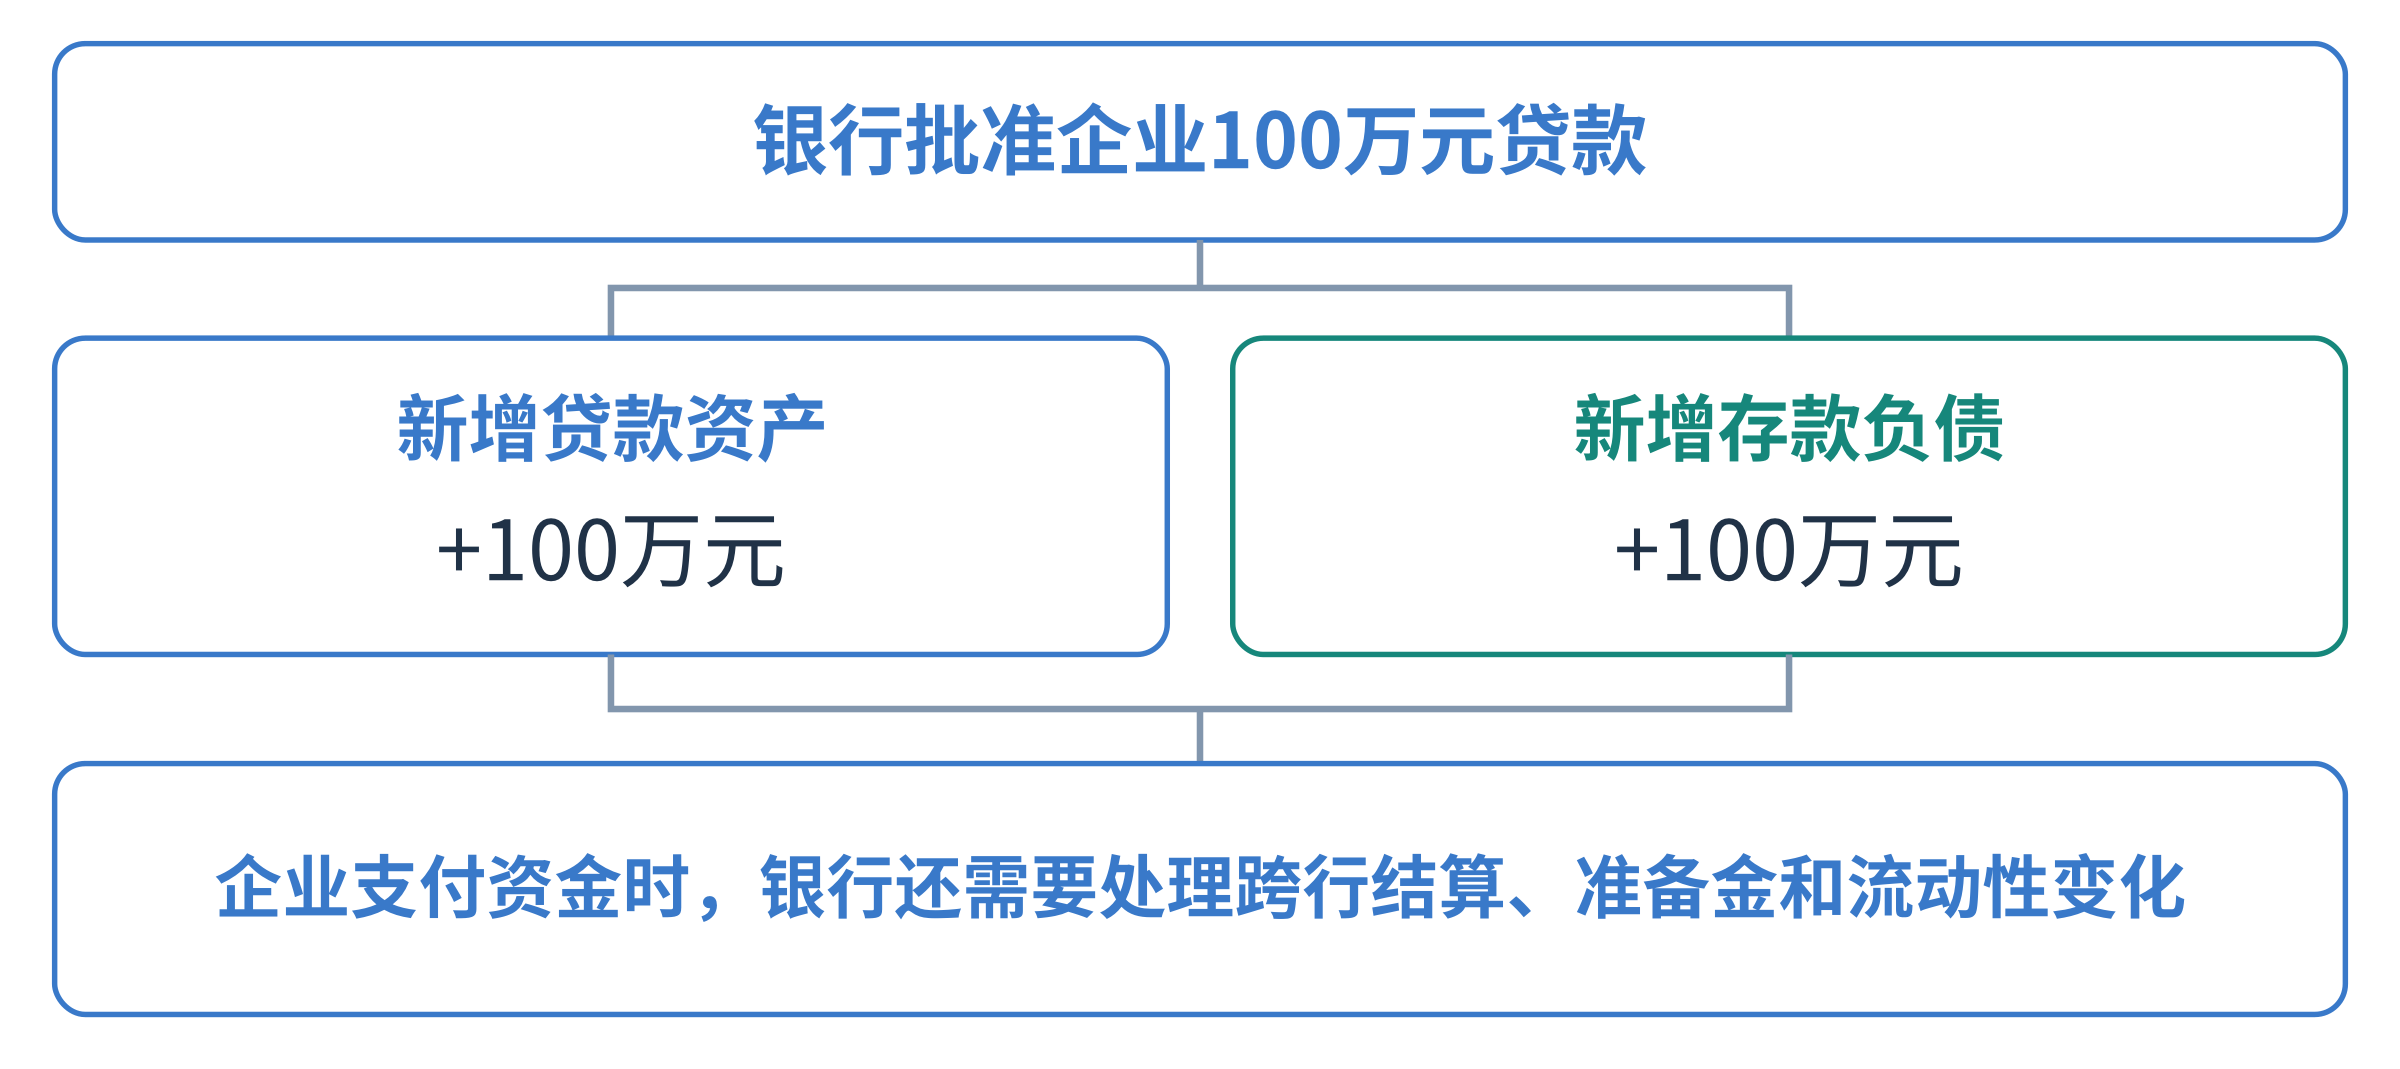 银行批准企业100万元贷款
新增贷款资产
+100万元
新增存款负债
+100万元
企业支付资金时，银行还需要处理跨行结算、准备金和流动性变化